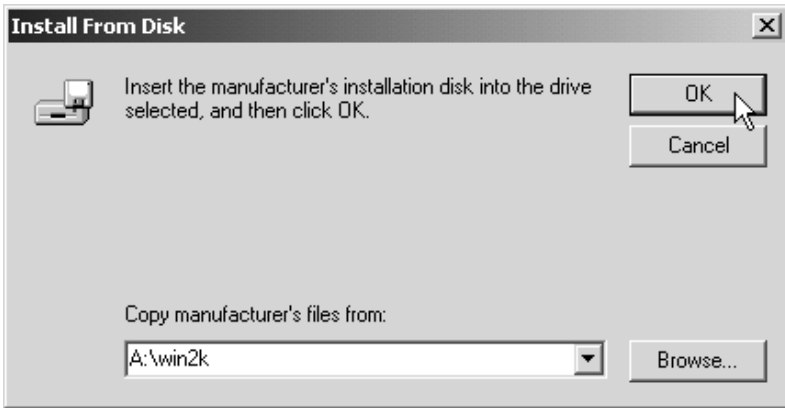 Install From Disk
Insert the manufacturer's installation disk into the drive
selected, and then click OK.
OK
Cancel
Copy manufacturer's files from:
A:\win2k
Browse...